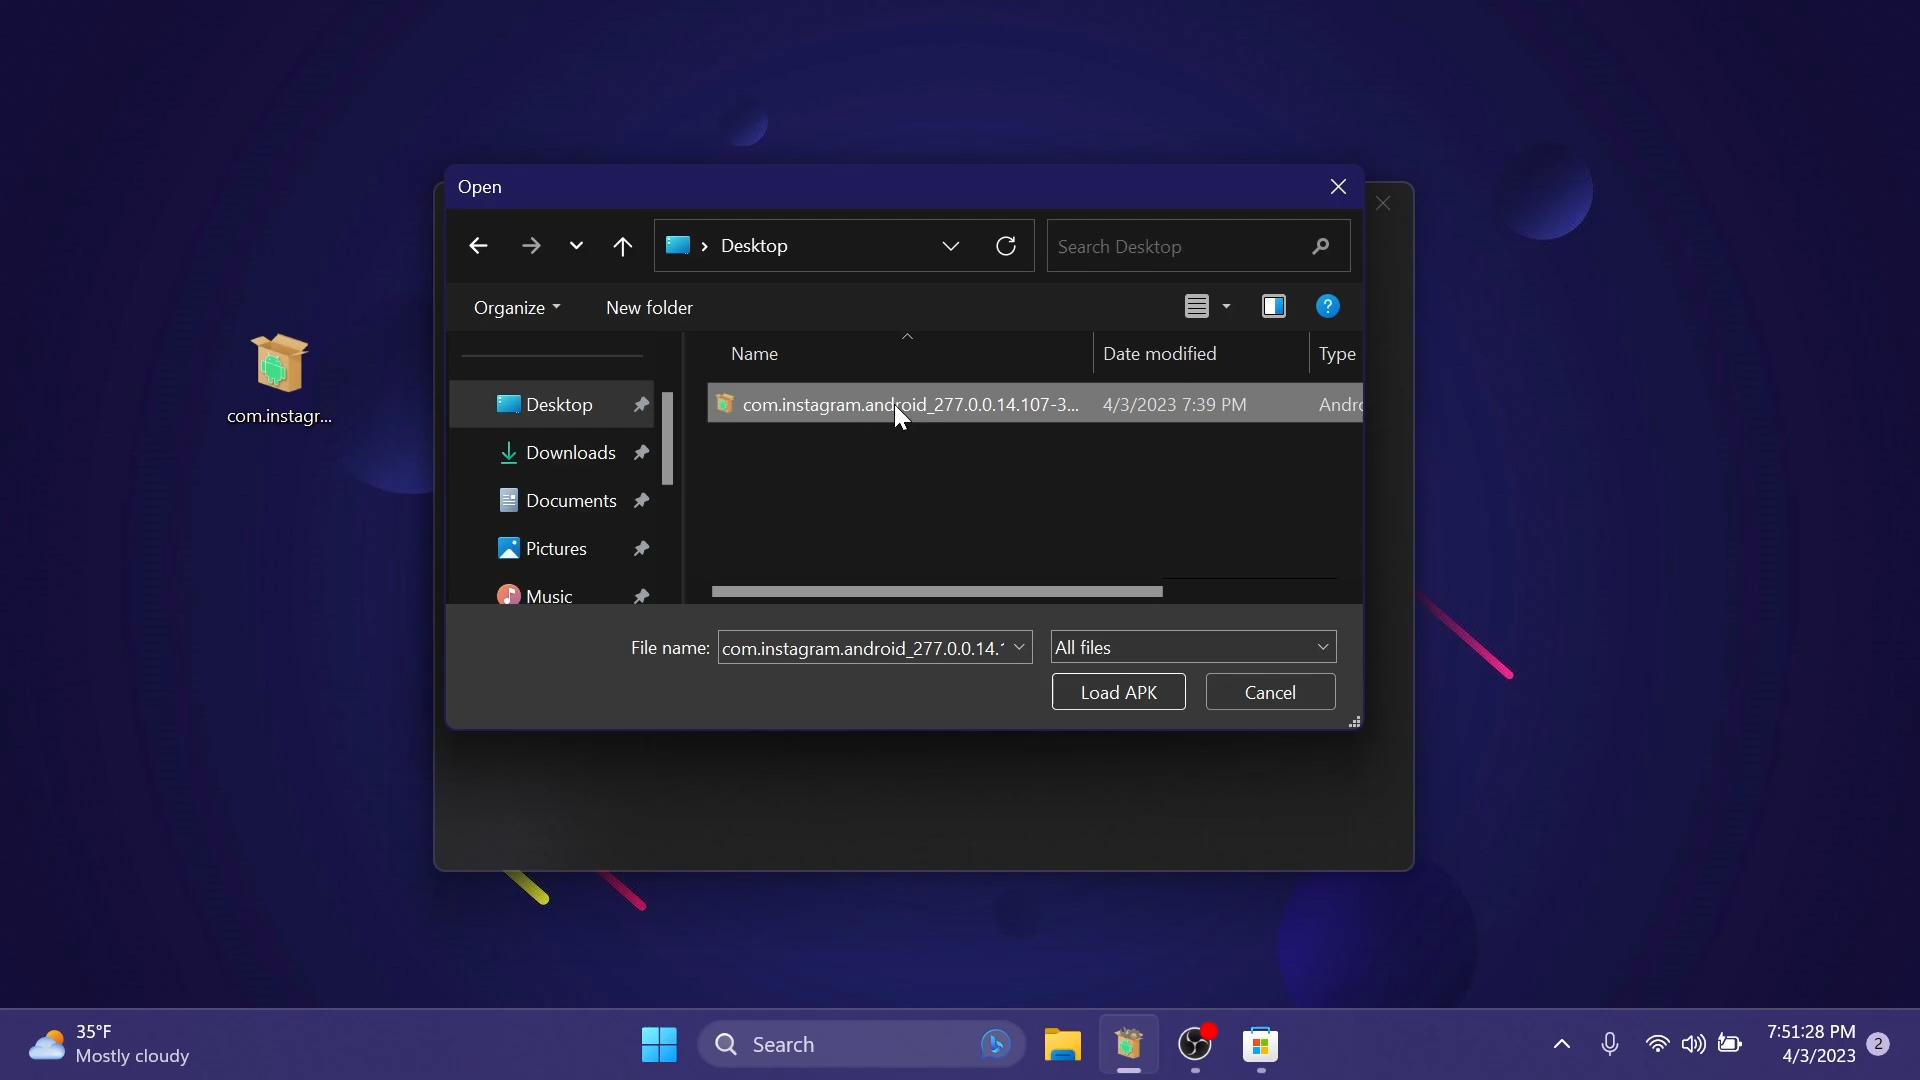 Open
Desktop
Search Desktop
Organize
New folder
?
Name
Date modified
Type
Desktop
com.instagram.android_277.0.0.14.107-3...
4/3/2023 7:39 PM
Andro
Downloads
Documents
Pictures
Music
com.instagr...
File name:
com.instagram.android_277.0.0.14.
All files
Load APK
Cancel
35°F
Mostly cloudy
Search
7:51:28 PM
4/3/2023
2